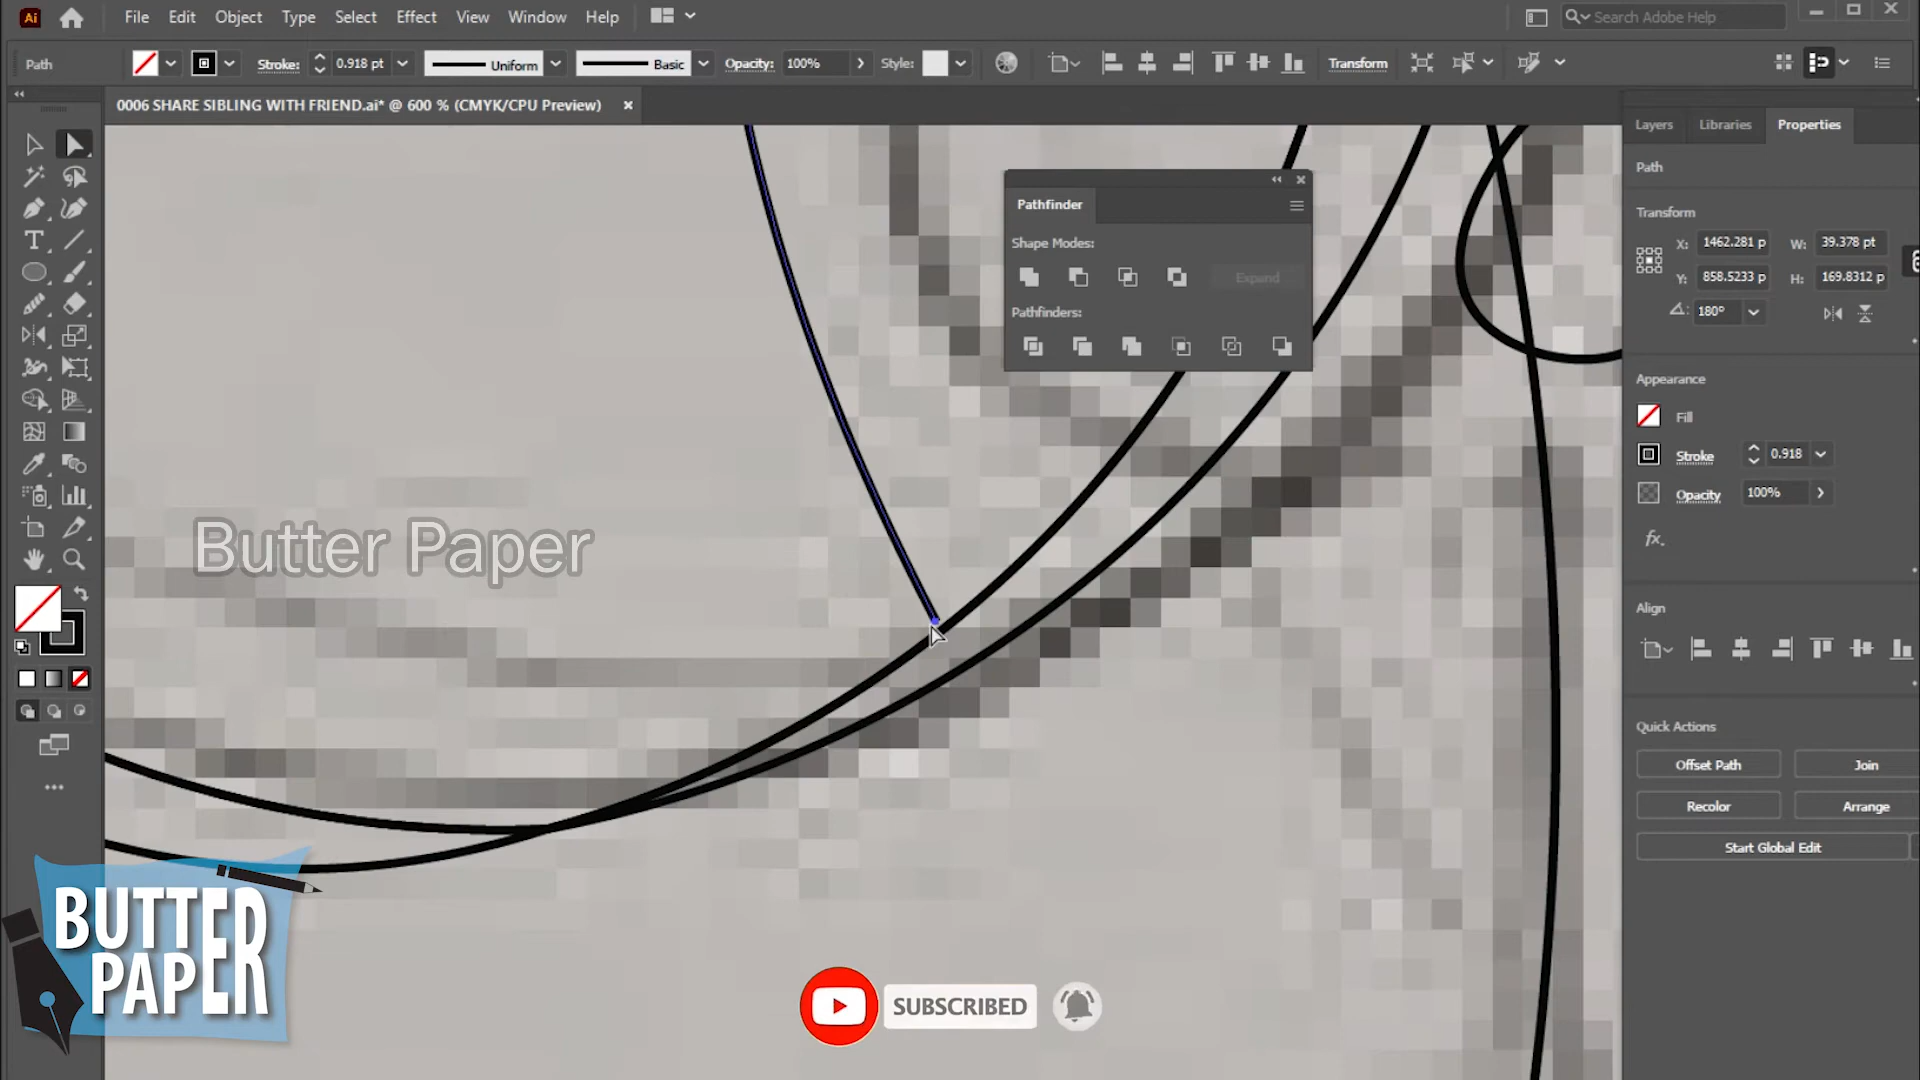 Ai File Edit Object Type Select Effect View Window Help Search Adobe Help
Path Stroke: 0.918 pt Uniform Basic Opacity: 100% Style: Transform
0006 SHARE SIBLING WITH FRIEND.ai* @ 600 % (CMYK/CPU Preview)
Layers Libraries Properties
Path
Transform
X: 1462.281 p W: 39.378 pt
Y: 858.5233 p H: 169.8312 p
180°
Appearance
Fill
Stroke 0.918
Opacity 100%
fx.
Align
Quick Actions
Offset Path Join
Recolor Arrange
Start Global Edit
Pathfinder
Shape Modes:
Expand
Pathfinders:
Butter Paper
BUTTER
PAPER
SUBSCRIBED